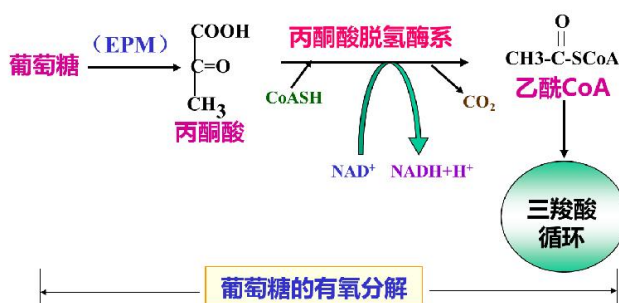 葡萄糖
（EPM）
COOH
C=O
CH3
丙酮酸
丙酮酸脱氢酶系
CoASH
CO2
NAD+
NADH+H+
O
CH3-C-SCoA
乙酰CoA
三羧酸
循环
葡萄糖的有氧分解